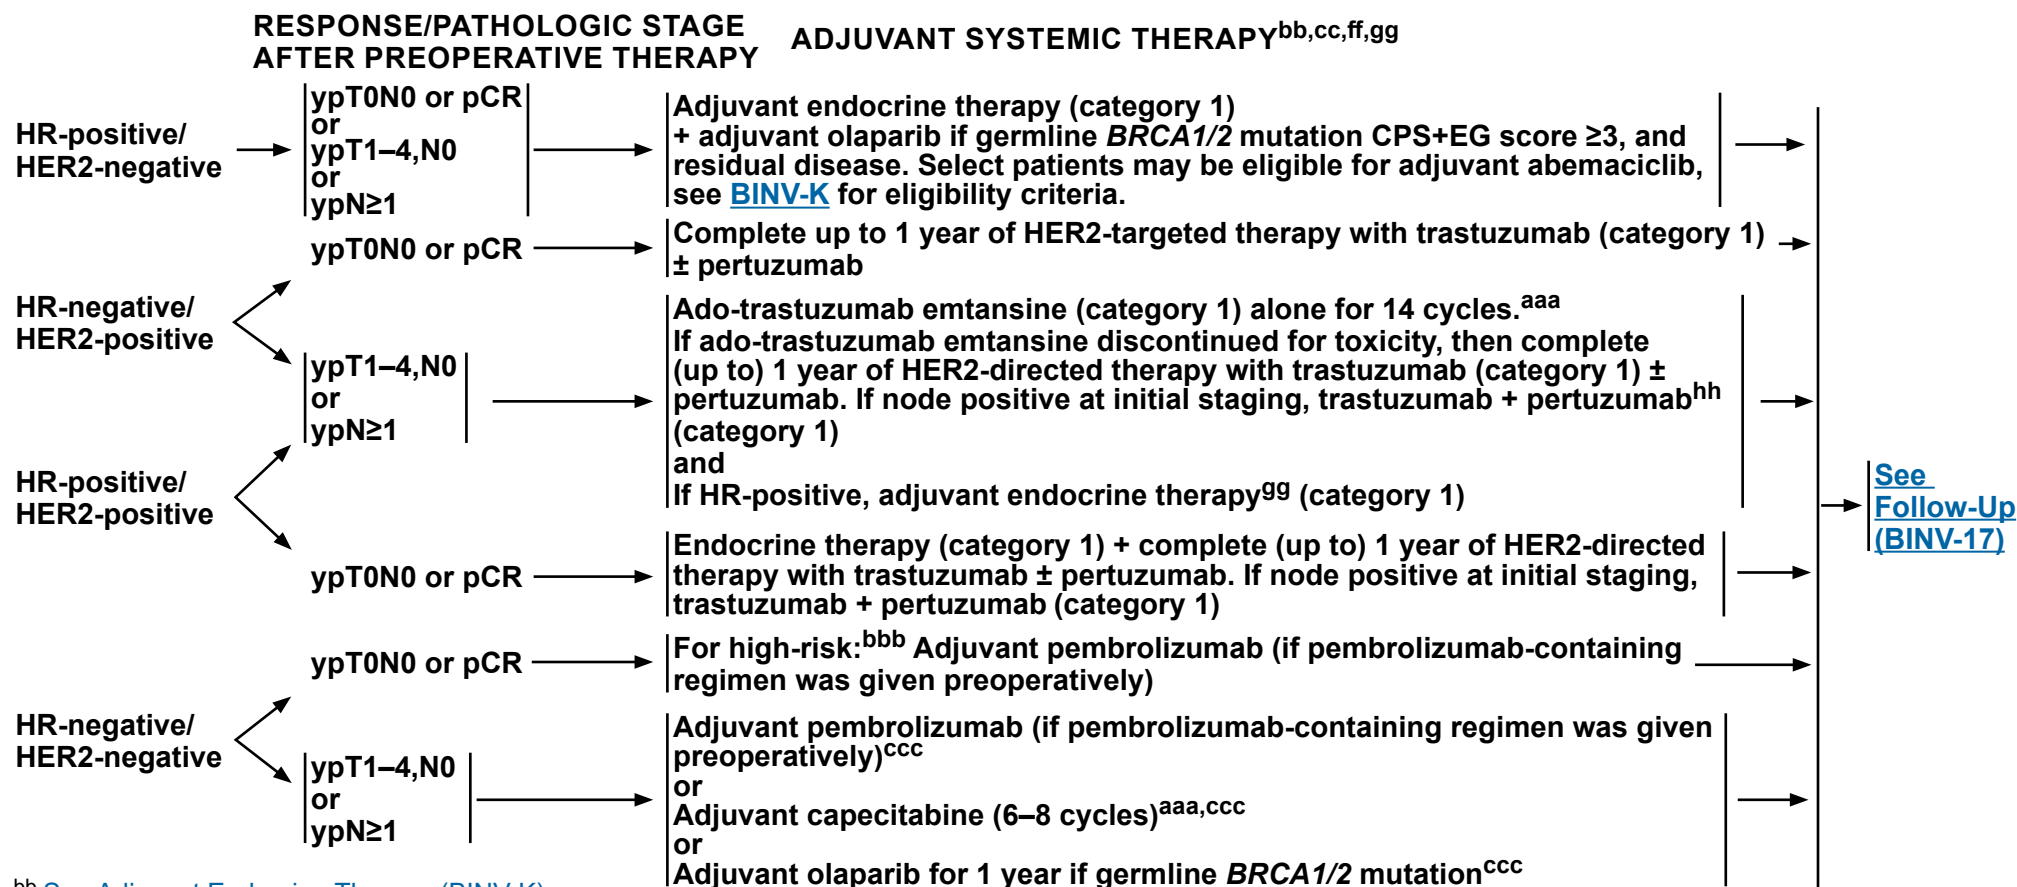 RESPONSE/PATHOLOGIC STAGE
AFTER PREOPERATIVE THERAPY
ADJUVANT SYSTEMIC THERAPYbb,cc,ff,gg
HR-positive/
HER2-negative
ypT0N0 or pCR
or
ypT1–4,N0
or
ypN≥1
Adjuvant endocrine therapy (category 1)
+ adjuvant olaparib if germline BRCA1/2 mutation CPS+EG score ≥3, and
residual disease. Select patients may be eligible for adjuvant abemaciclib,
see BINV-K for eligibility criteria.
HR-negative/
HER2-positive
ypT0N0 or pCR
Complete up to 1 year of HER2-targeted therapy with trastuzumab (category 1)
± pertuzumab
ypT1–4,N0
or
ypN≥1
Ado-trastuzumab emtansine (category 1) alone for 14 cycles.aaa
If ado-trastuzumab emtansine discontinued for toxicity, then complete
(up to) 1 year of HER2-directed therapy with trastuzumab (category 1) ±
pertuzumab. If node positive at initial staging, trastuzumab + pertuzumabhh
(category 1)
and
If HR-positive, adjuvant endocrine therapygg (category 1)
HR-positive/
HER2-positive
ypT0N0 or pCR
Endocrine therapy (category 1) + complete (up to) 1 year of HER2-directed
therapy with trastuzumab ± pertuzumab. If node positive at initial staging,
trastuzumab + pertuzumab (category 1)
HR-negative/
HER2-negative
ypT0N0 or pCR
For high-risk:bbb Adjuvant pembrolizumab (if pembrolizumab-containing
regimen was given preoperatively)
ypT1–4,N0
or
ypN≥1
Adjuvant pembrolizumab (if pembrolizumab-containing regimen was given
preoperatively)ccc
or
Adjuvant capecitabine (6–8 cycles)aaa,ccc
or
Adjuvant olaparib for 1 year if germline BRCA1/2 mutationccc
See
Follow-Up
(BINV-17)